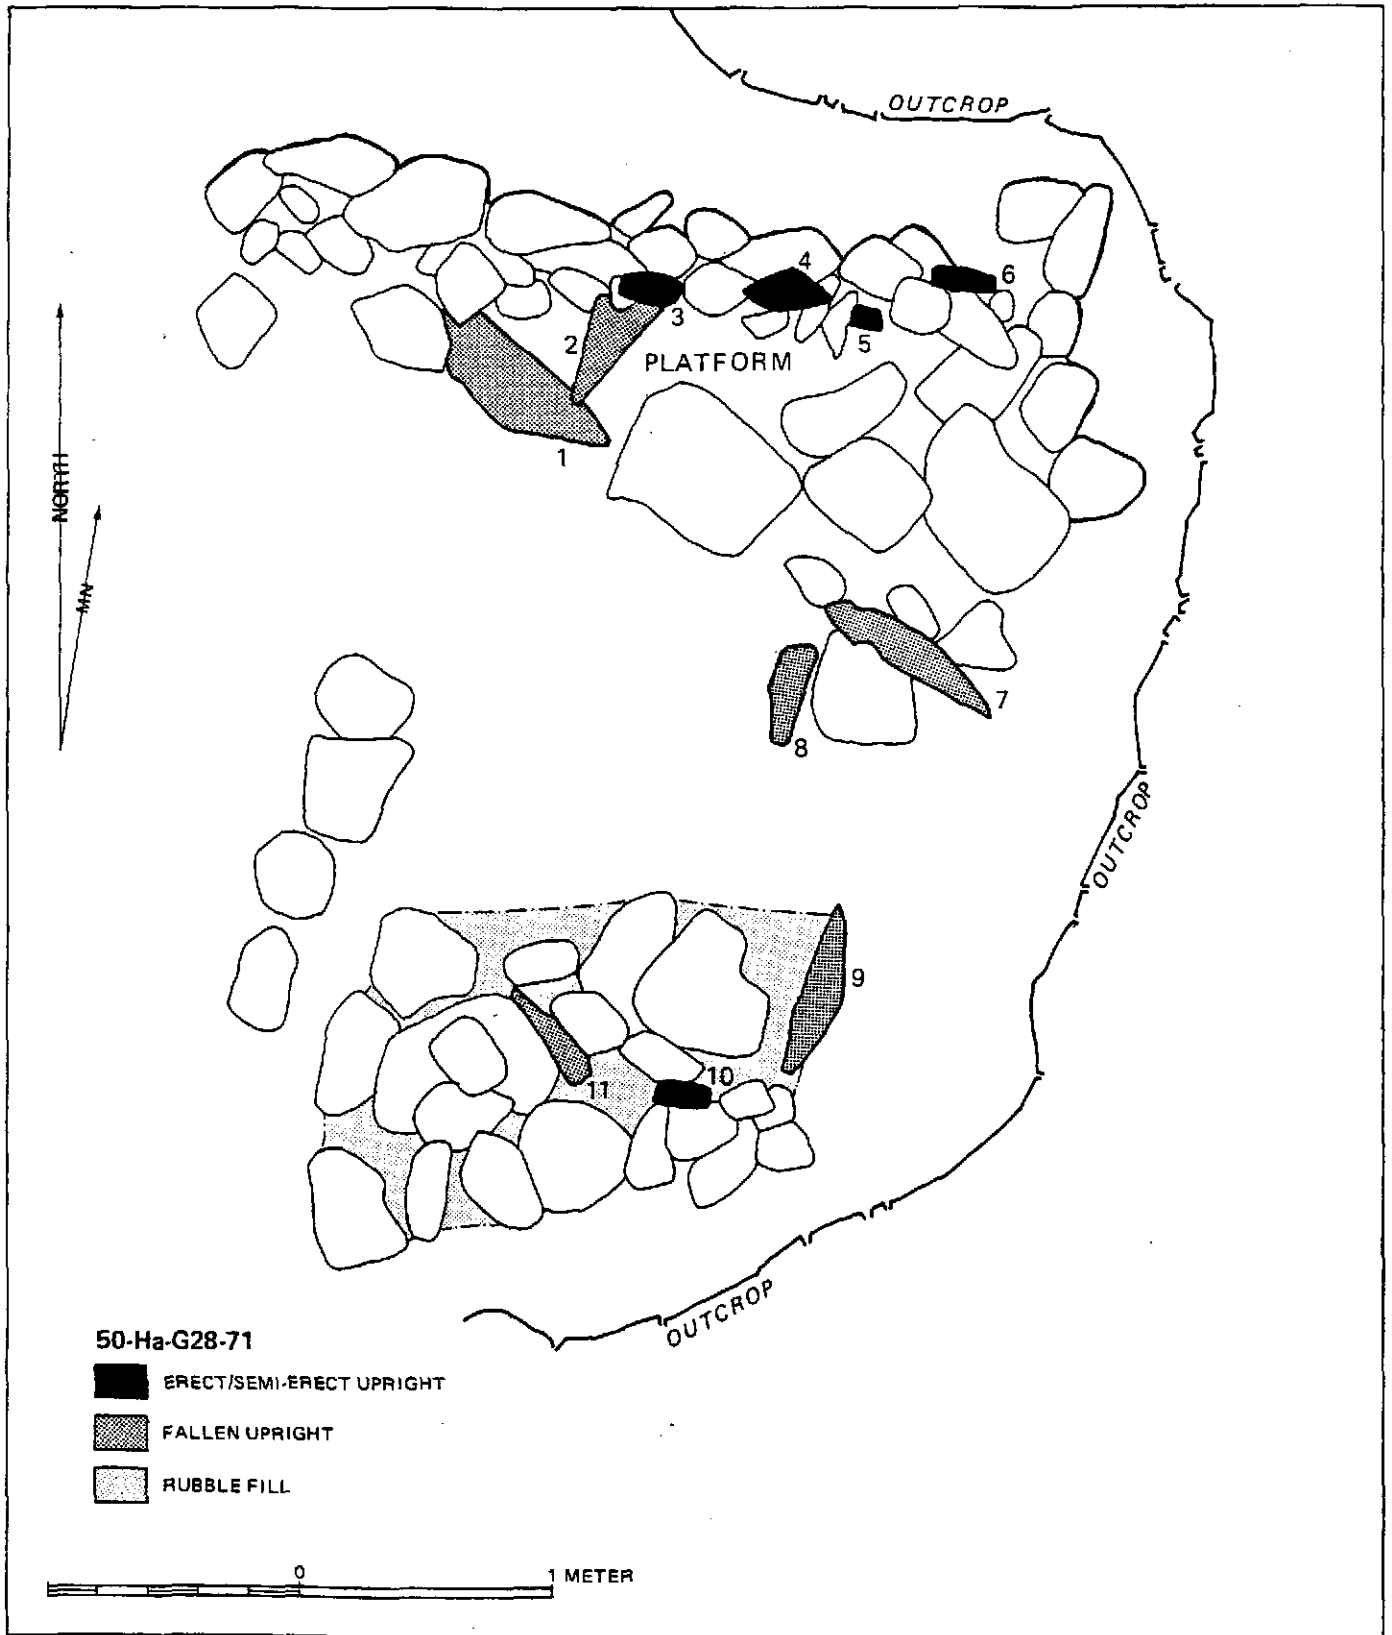 OUTCROP
4
6
3
5
2
PLATFORM
1
NORTH
MN
7
8
OUTCROP
9
10
11
OUTCROP
50-Ha-G28-71
ERECT/SEMI-ERECT UPRIGHT
FALLEN UPRIGHT
RUBBLE FILL
0 1 METER